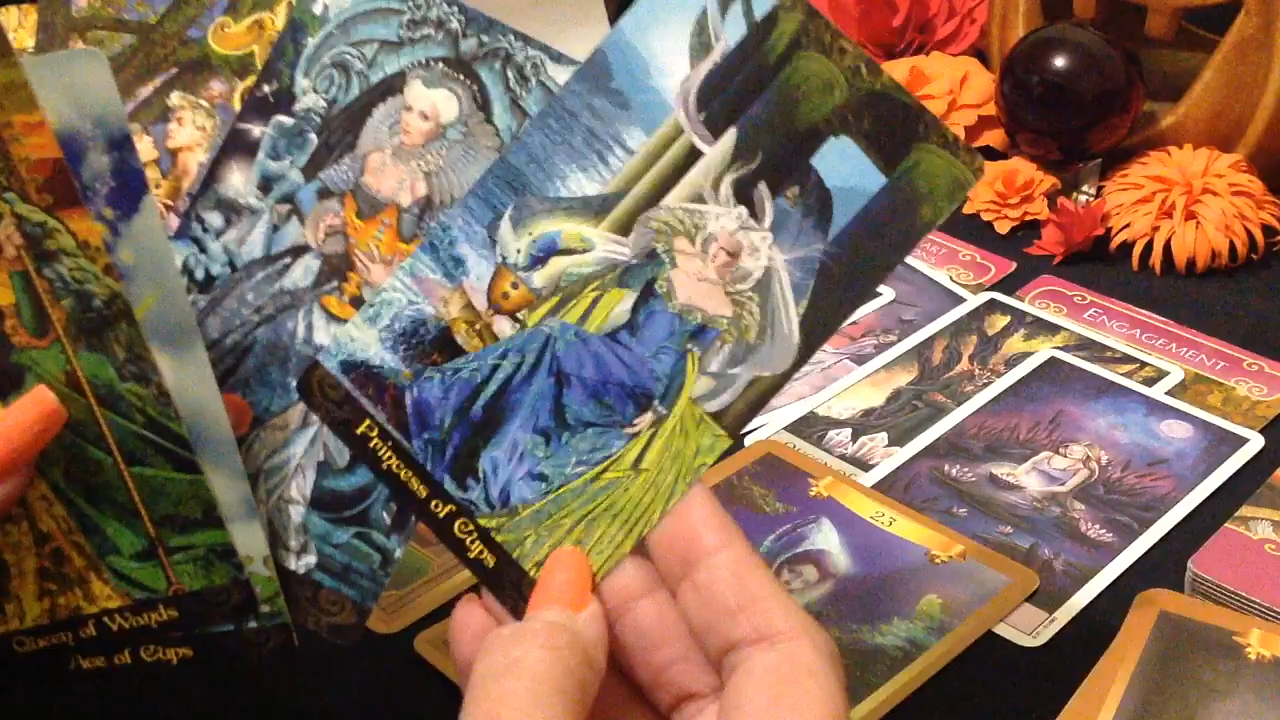 Princess of Cups
Queen of Wands
Ace of Cups
ENGAGEMENT
23